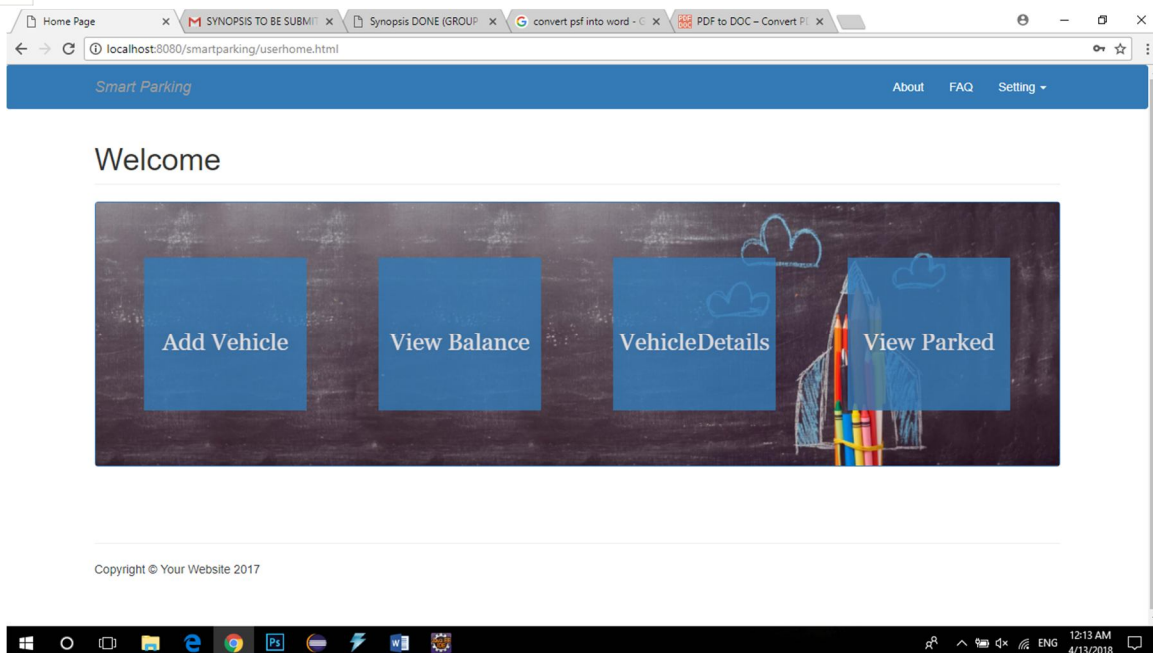 Home Page
SYNOPSIS TO BE SUBMIT
Synopsis DONE (GROUP
convert psf into word - G
PDF to DOC – Convert PD
localhost:8080/smartparking/userhome.html
Smart Parking
About FAQ Setting
Welcome
Add Vehicle View Balance VehicleDetails View Parked
Copyright © Your Website 2017
Ps
ENG
12:13 AM
4/13/2018